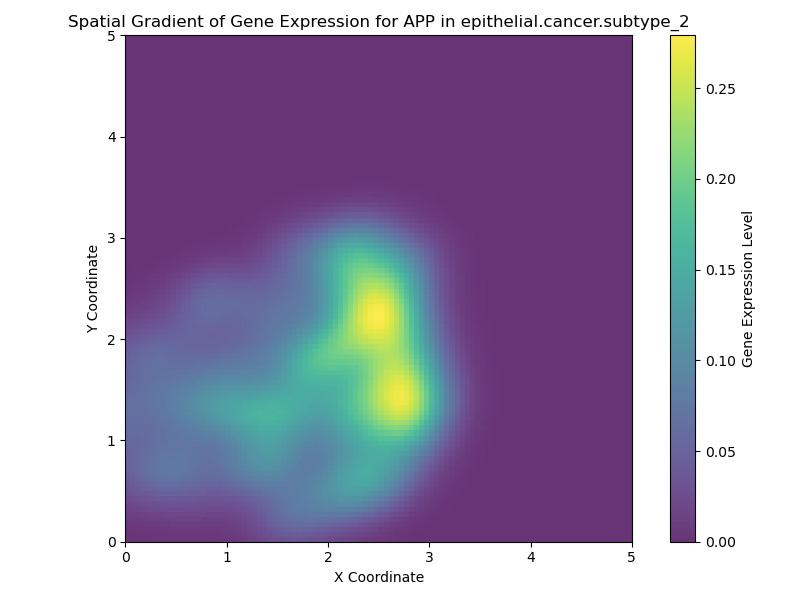 Spatial Gradient of Gene Expression for APP in epithelial.cancer.subtype_2
5
4
3
2
1
0
Y Coordinate
0 1 2 3 4 5
X Coordinate
0.25
0.20
0.15
0.10
0.05
0.00
Gene Expression Level